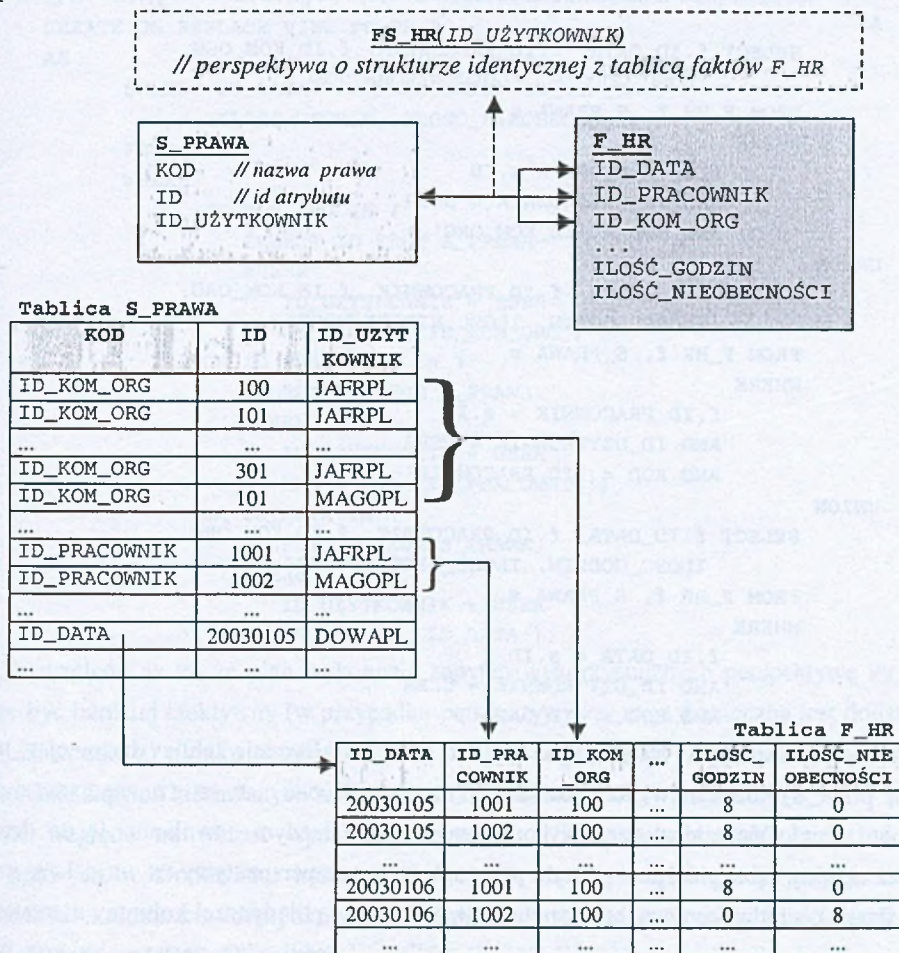 FS_HR(ID_UŻYTKOWNIK)
// perspektywa o strukturze identycznej z tablicą faktów F_HR
S_PRAWA
KOD // nazwa prawa
ID // id atrybutu
ID_UŻYTKOWNIK
F_HR
ID_DATA
ID_PRACOWNIK
ID_KOM_ORG
...
ILOŚĆ_GODZIN
ILOŚĆ_NIEOBECNOŚCI
Tablica S_PRAWA
KOD ID ID_UZYT
KOWNIK
ID_KOM_ORG 100 JAFRPL
ID_KOM_ORG 101 JAFRPL
... ... ...
ID_KOM_ORG 301 JAFRPL
ID_KOM_ORG 101 MAGOPL
... ... ...
ID_PRACOWNIK 1001 JAFRPL
ID_PRACOWNIK 1002 MAGOPL
... ... ...
ID_DATA 20030105 DOWAPL
... ... ...
Tablica F_HR
ID_DATA ID_PRA ID_KOM ... ILOŚĆ_ ILOŚĆ_NIE
COWNIK _ORG GODZIN OBECNOŚCI
20030105 1001 100 ... 8 0
20030105 1002 100 ... 8 0
... ... ... ... ...
20030106 1001 100 ... 8 0
20030106 1002 100 ... 0 8
... ... ... ... ... ...